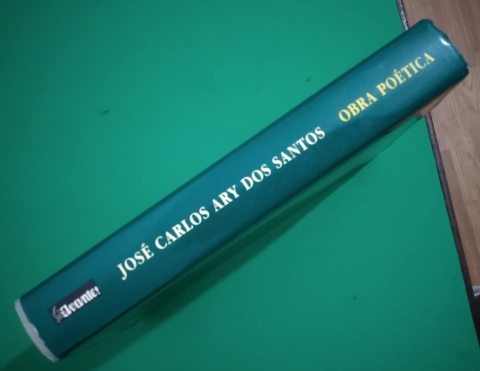 Avante!
JOSÉ CARLOS ARY DOS SANTOS
OBRA POÉTICA